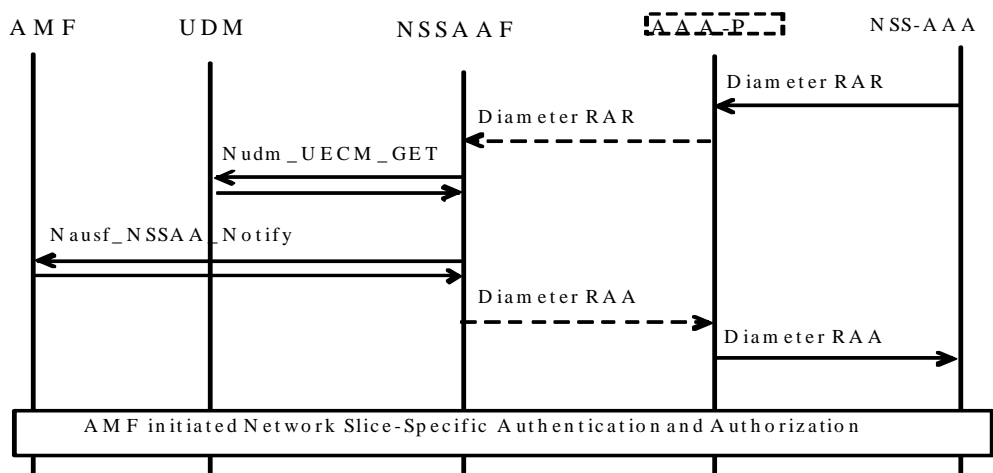 AMF UDM NSSAAF AAA-P NSS-AAA
Diameter RAR
Diameter RAR
Nudm_UECM_GET
Nausf_NSSAA_Notify
Diameter RAA
Diameter RAA
AMF initiated Network Slice-Specific Authentication and Authorization